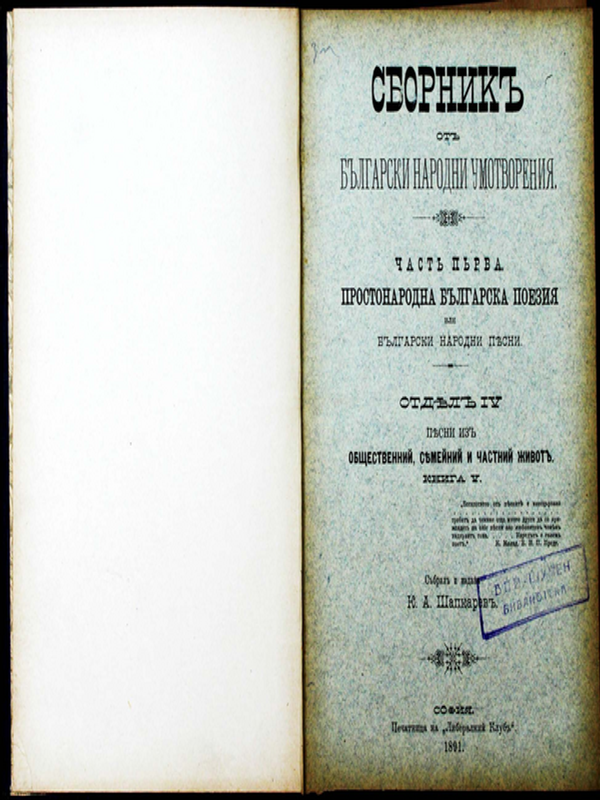 СБОРНИКЪ
ОТЪ
БЪЛГАРСКИ НАРОДНИ УМОТВОРЕНИЯ.
ЧАСТЬ ПЪРВА.
ПРОСТОНАРОДНА БЪЛГАРСКА ПОЕЗИЯ
или
БЪЛГАРСКИ НАРОДНИ ПѢСНИ.
ОТДѢЛЪ IV
ПѢСНИ ИЗЪ
ОБЩЕСТВЕННИЙ, СѢМЕЙНИЙ И ЧАСТНИЙ ЖИВОТЪ.
КНИГА V.
Събралъ и издава
К. А. Шапкаревъ.
БИБЛИОТЕКА
СОФИЯ.
Печатница на „Либералний Клубъ“.
1891.